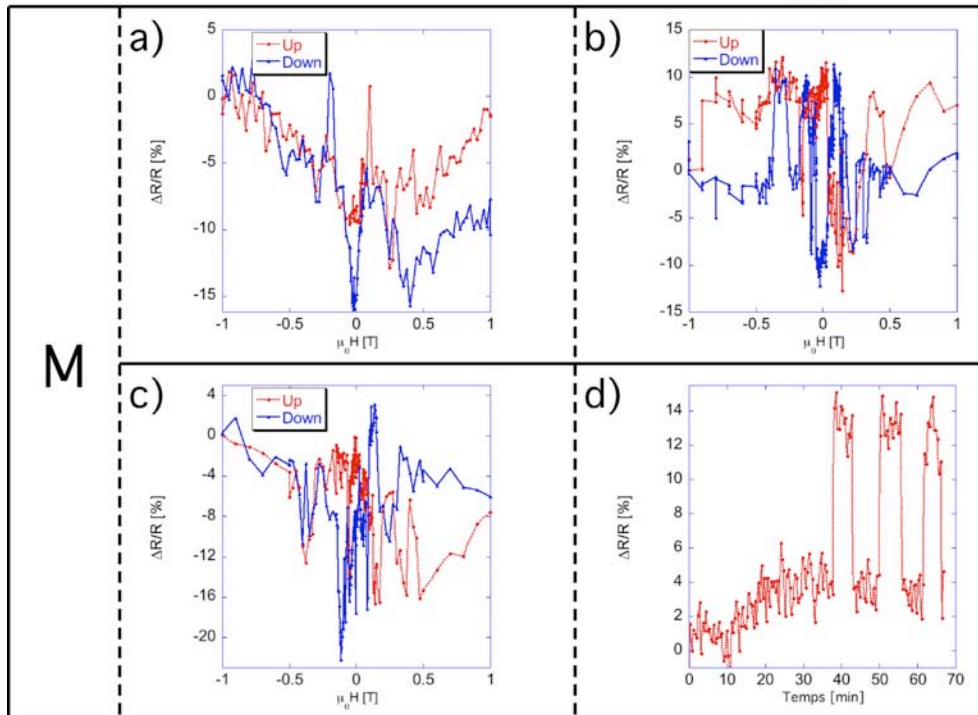 M
a)
5
0
-5
-10
-15
ΔR/R [%]
Up
Down
-1
-0.5
0
0.5
1
μ₀H [T]
b)
15
10
5
0
-5
-10
-15
ΔR/R [%]
Up
Down
-1
-0.5
0
0.5
1
μ₀H [T]
c)
4
0
-4
-8
-12
-16
-20
ΔR/R [%]
Up
Down
-1
-0.5
0
0.5
1
μ₀H [T]
d)
14
12
10
8
6
4
2
0
ΔR/R [%]
0
10
20
30
40
50
60
70
Temps [min]